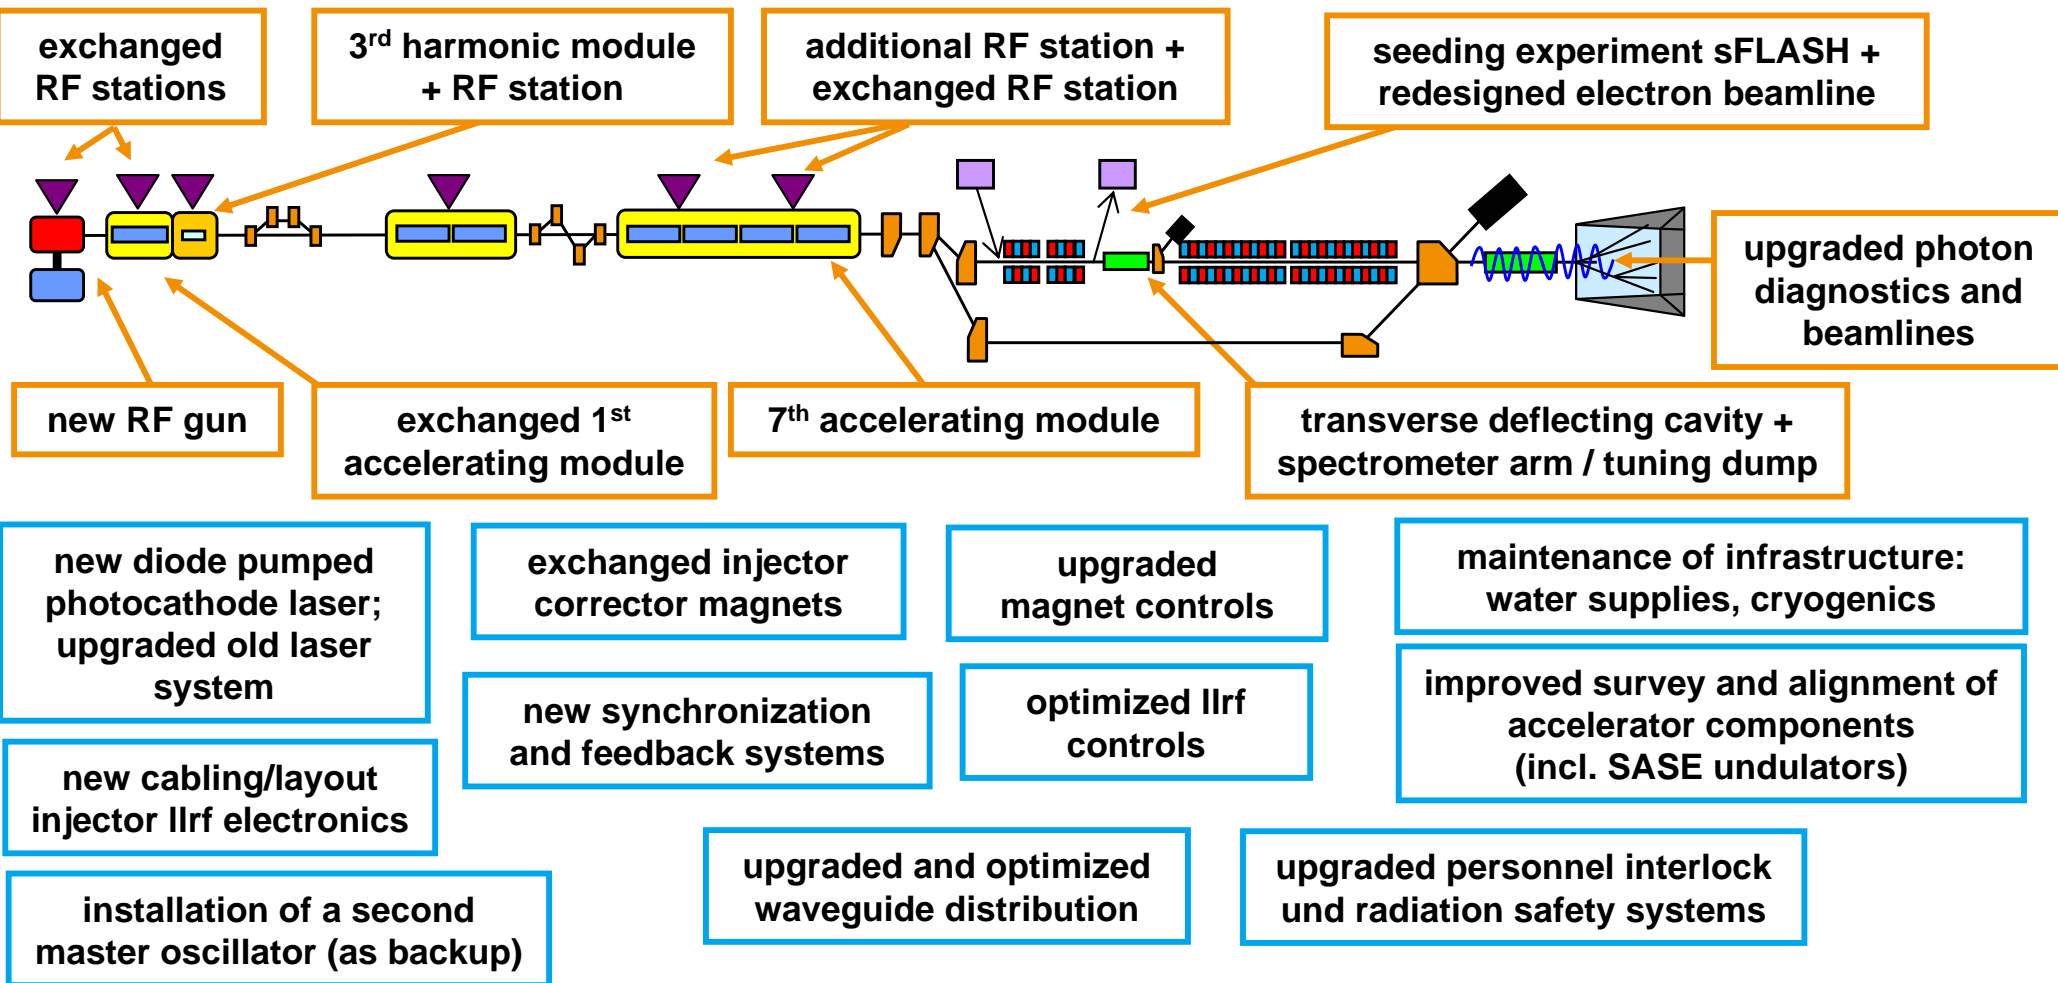 exchanged
RF stations
3rd harmonic module
+ RF station
additional RF station +
exchanged RF station
seeding experiment sFLASH +
redesigned electron beamline
upgraded photon
diagnostics and
beamlines
new RF gun
exchanged 1st
accelerating module
7th accelerating module
transverse deflecting cavity +
spectrometer arm / tuning dump
new diode pumped
photocathode laser;
upgraded old laser
system
exchanged injector
corrector magnets
upgraded
magnet controls
maintenance of infrastructure:
water supplies, cryogenics
new synchronization
and feedback systems
optimized llrf
controls
improved survey and alignment of
accelerator components
(incl. SASE undulators)
new cabling/layout
injector llrf electronics
upgraded and optimized
waveguide distribution
upgraded personnel interlock
und radiation safety systems
installation of a second
master oscillator (as backup)